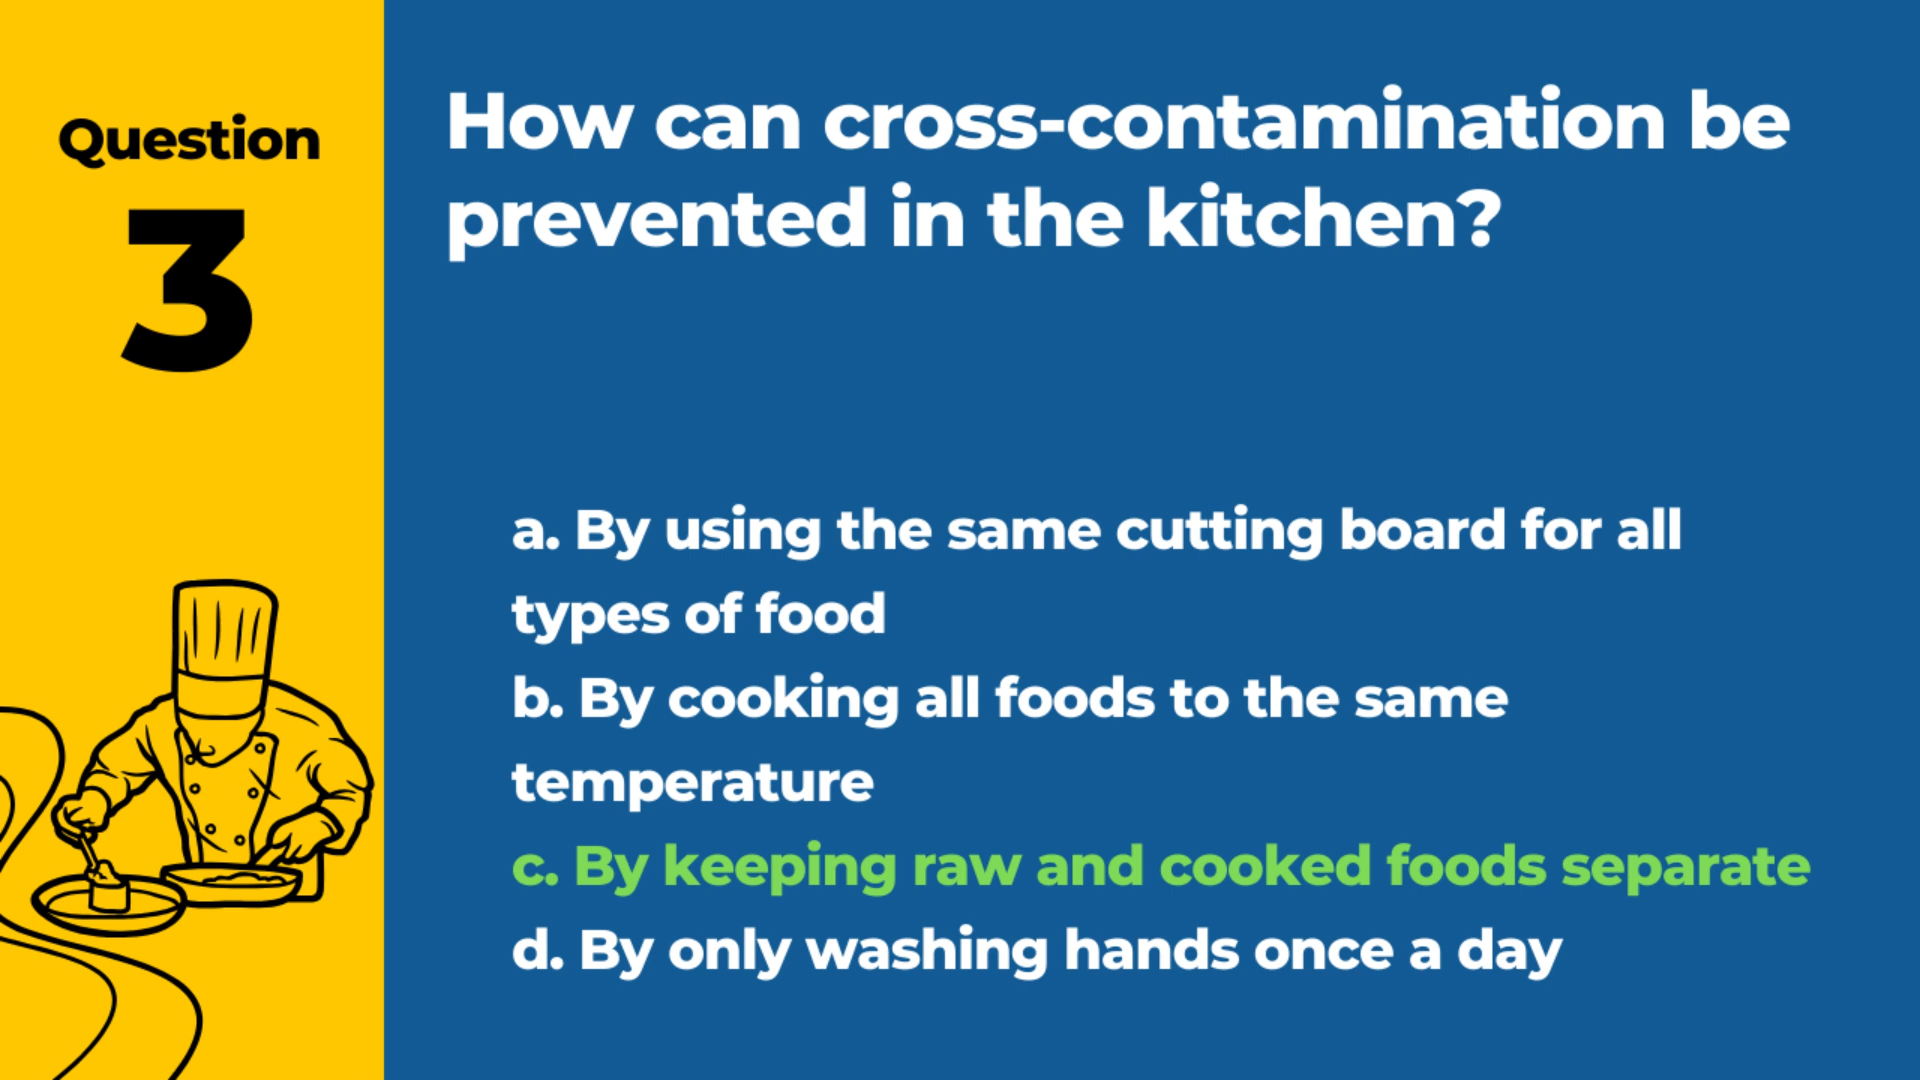 Question
3
How can cross-contamination be
prevented in the kitchen?
a. By using the same cutting board for all
types of food
b. By cooking all foods to the same
temperature
c. By keeping raw and cooked foods separate
d. By only washing hands once a day